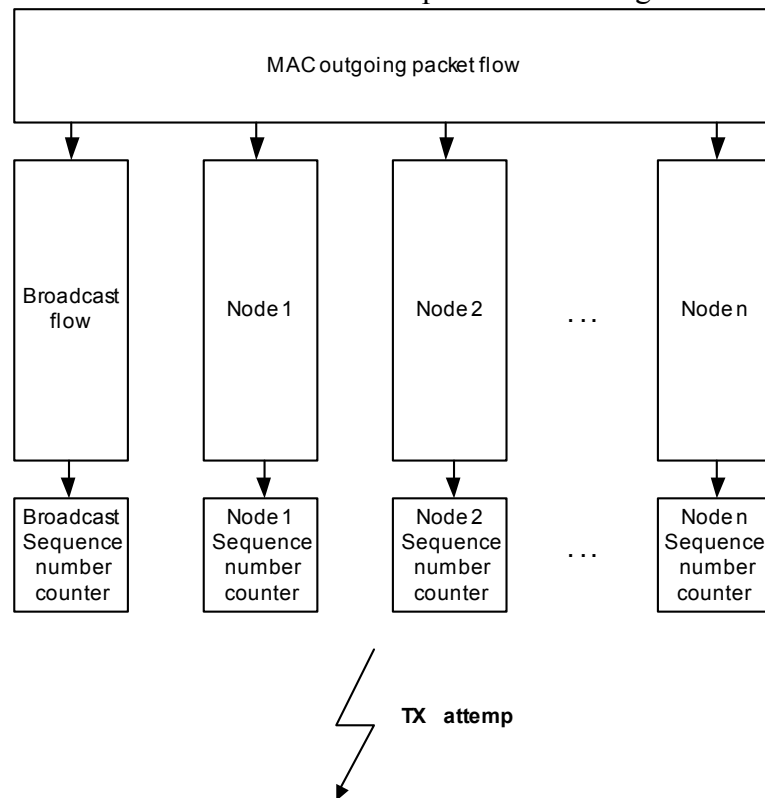 MAC outgoing packet flow
Broadcast
flow
Node 1
Node 2
. . .
Node n
Broadcast
Sequence
number
counter
Node 1
Sequence
number
counter
Node 2
Sequence
number
counter
. . .
Node n
Sequence
number
counter
TX attemp